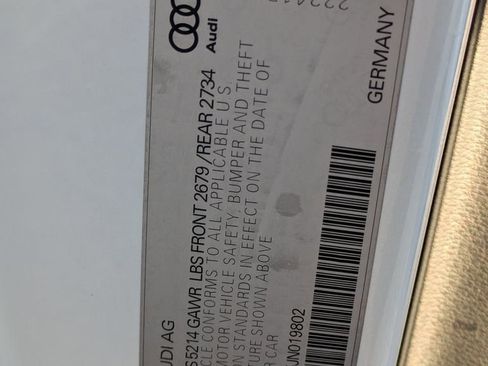 Audi
GERMANY
UDI AG
S 5214 GAWR LBS FRONT 2679 /REAR 2734
CLE CONFORMS TO ALL APPLICABLE U S
MOTOR VEHICLE SAFETY, BUMPER AND THEFT
N STANDARDS IN EFFECT ON THE DATE OF
TURE SHOWN ABOVE
R CAR
JN019802